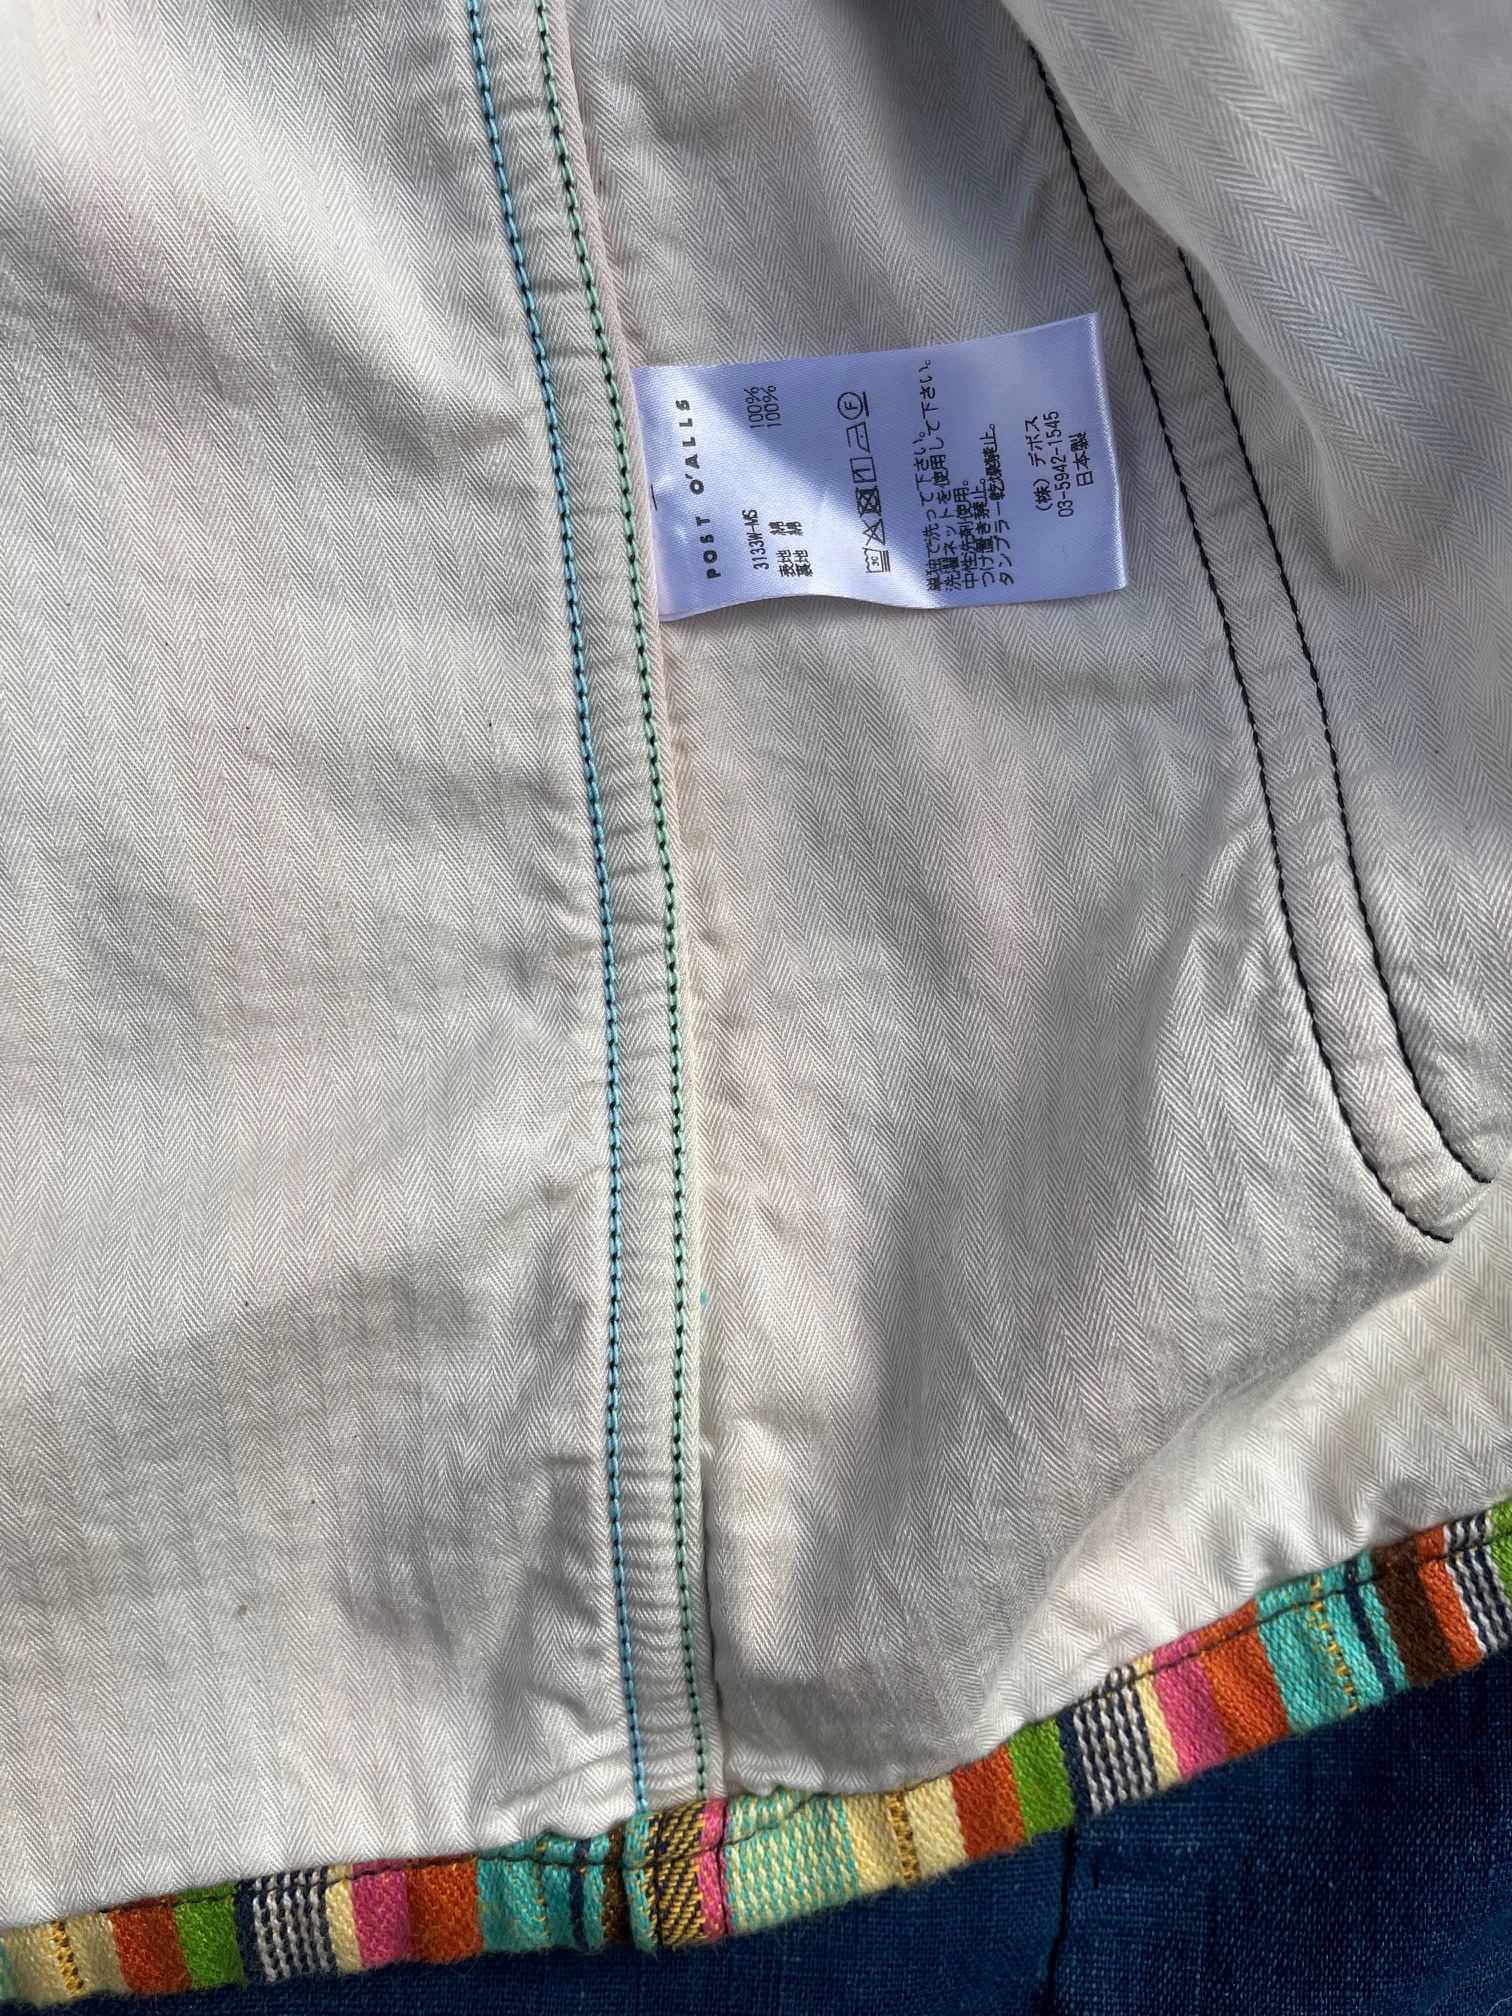 POST O'ALLS
3133W-MS
表地 綿 100%
裏地 綿 100%
30 F
単独で洗って下さい。
洗濯ネットを使用して下さい。
中性洗剤使用。
つけ置き禁止。
タンブラー乾燥禁止。
(株)デポス
03-5942-1545
日本製